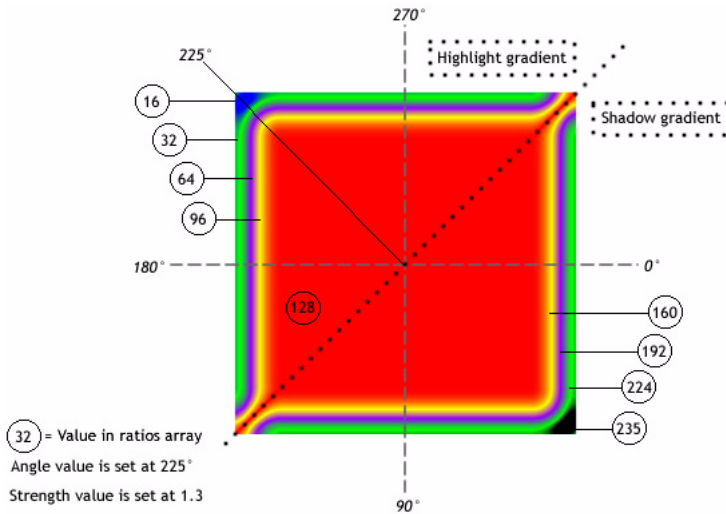 270°
Highlight gradient
225°
16
Shadow gradient
32
64
96
180°
0°
128
160
192
224
235
32 = Value in ratios array
Angle value is set at 225°
Strength value is set at 1.3
90°